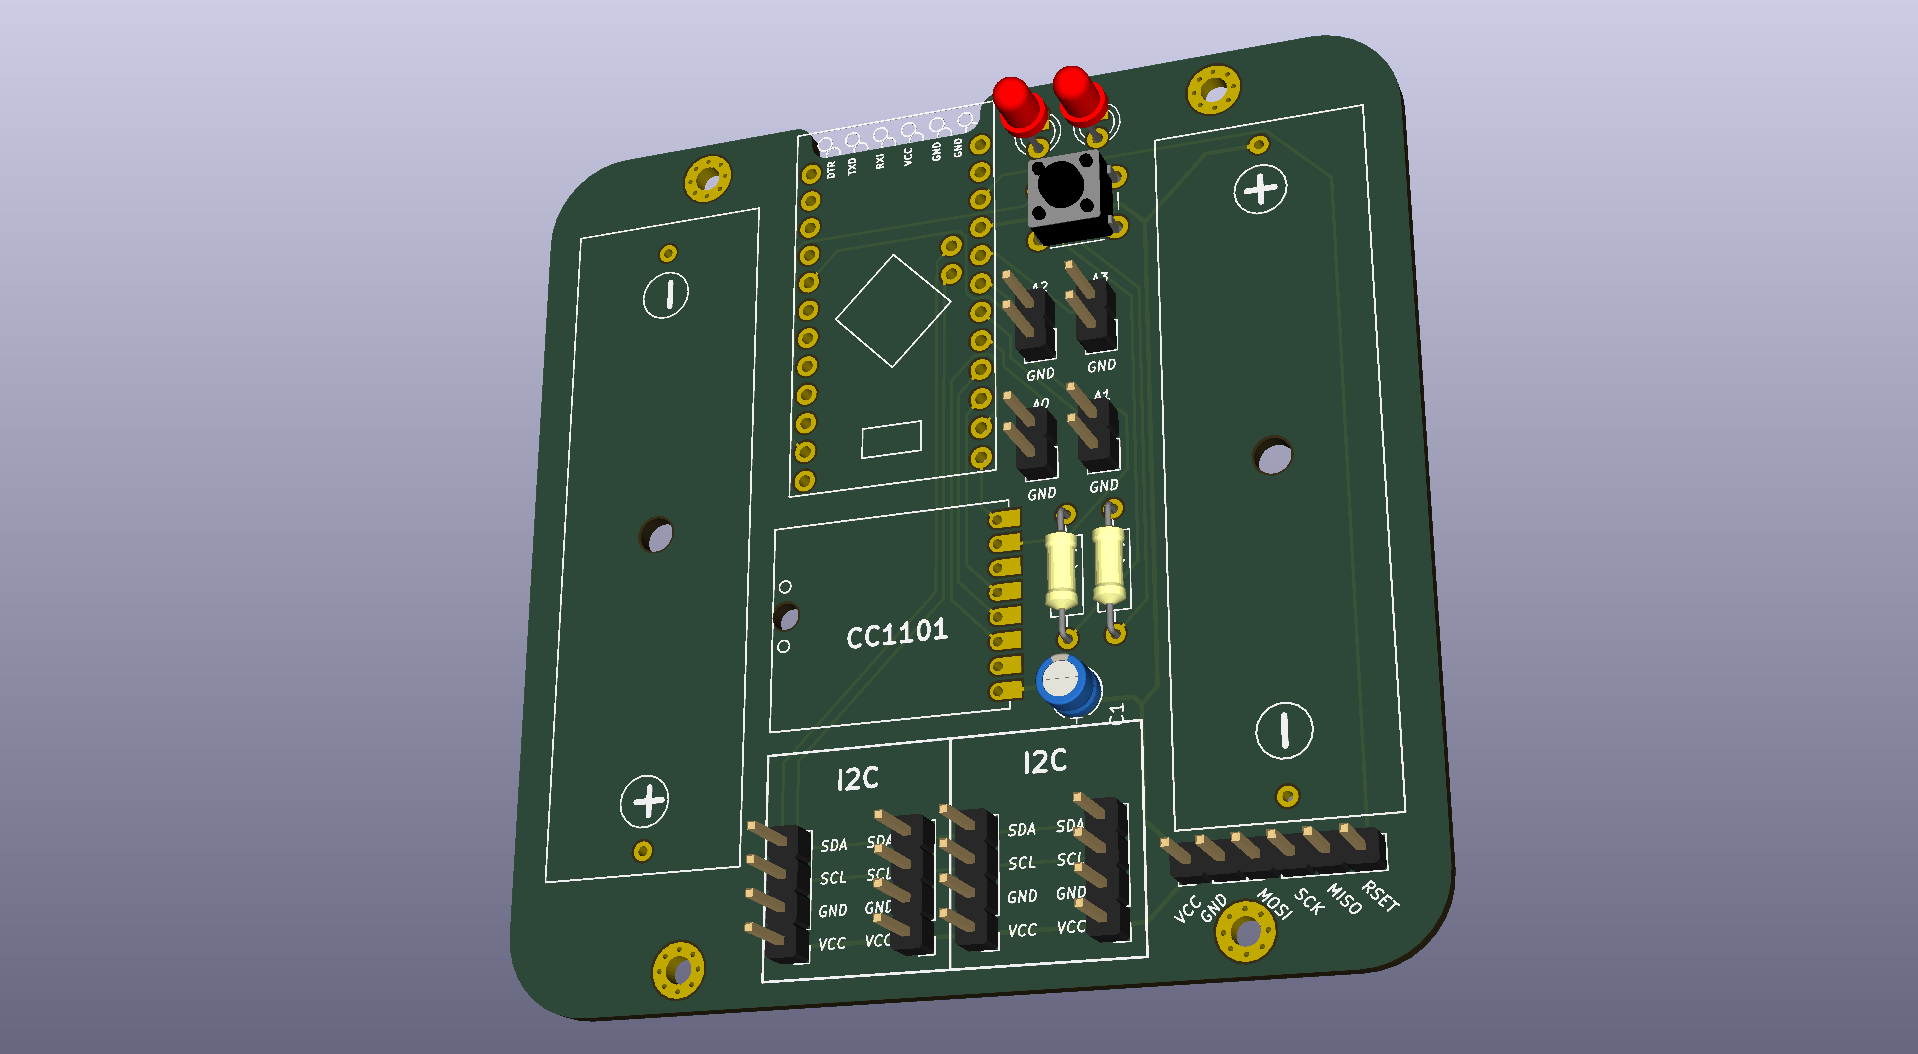 DTR TXD RXI VCC GND GND
+
-
A2 A3
GND GND
A0 A1
GND GND
CC1101
C1
-
+
I2C I2C
SDA SDA SDA SDA
SCL SCL SCL SCL
GND GND GND GND
VCC VCC VCC VCC
VCC GND MOSI SCK MISO RSET